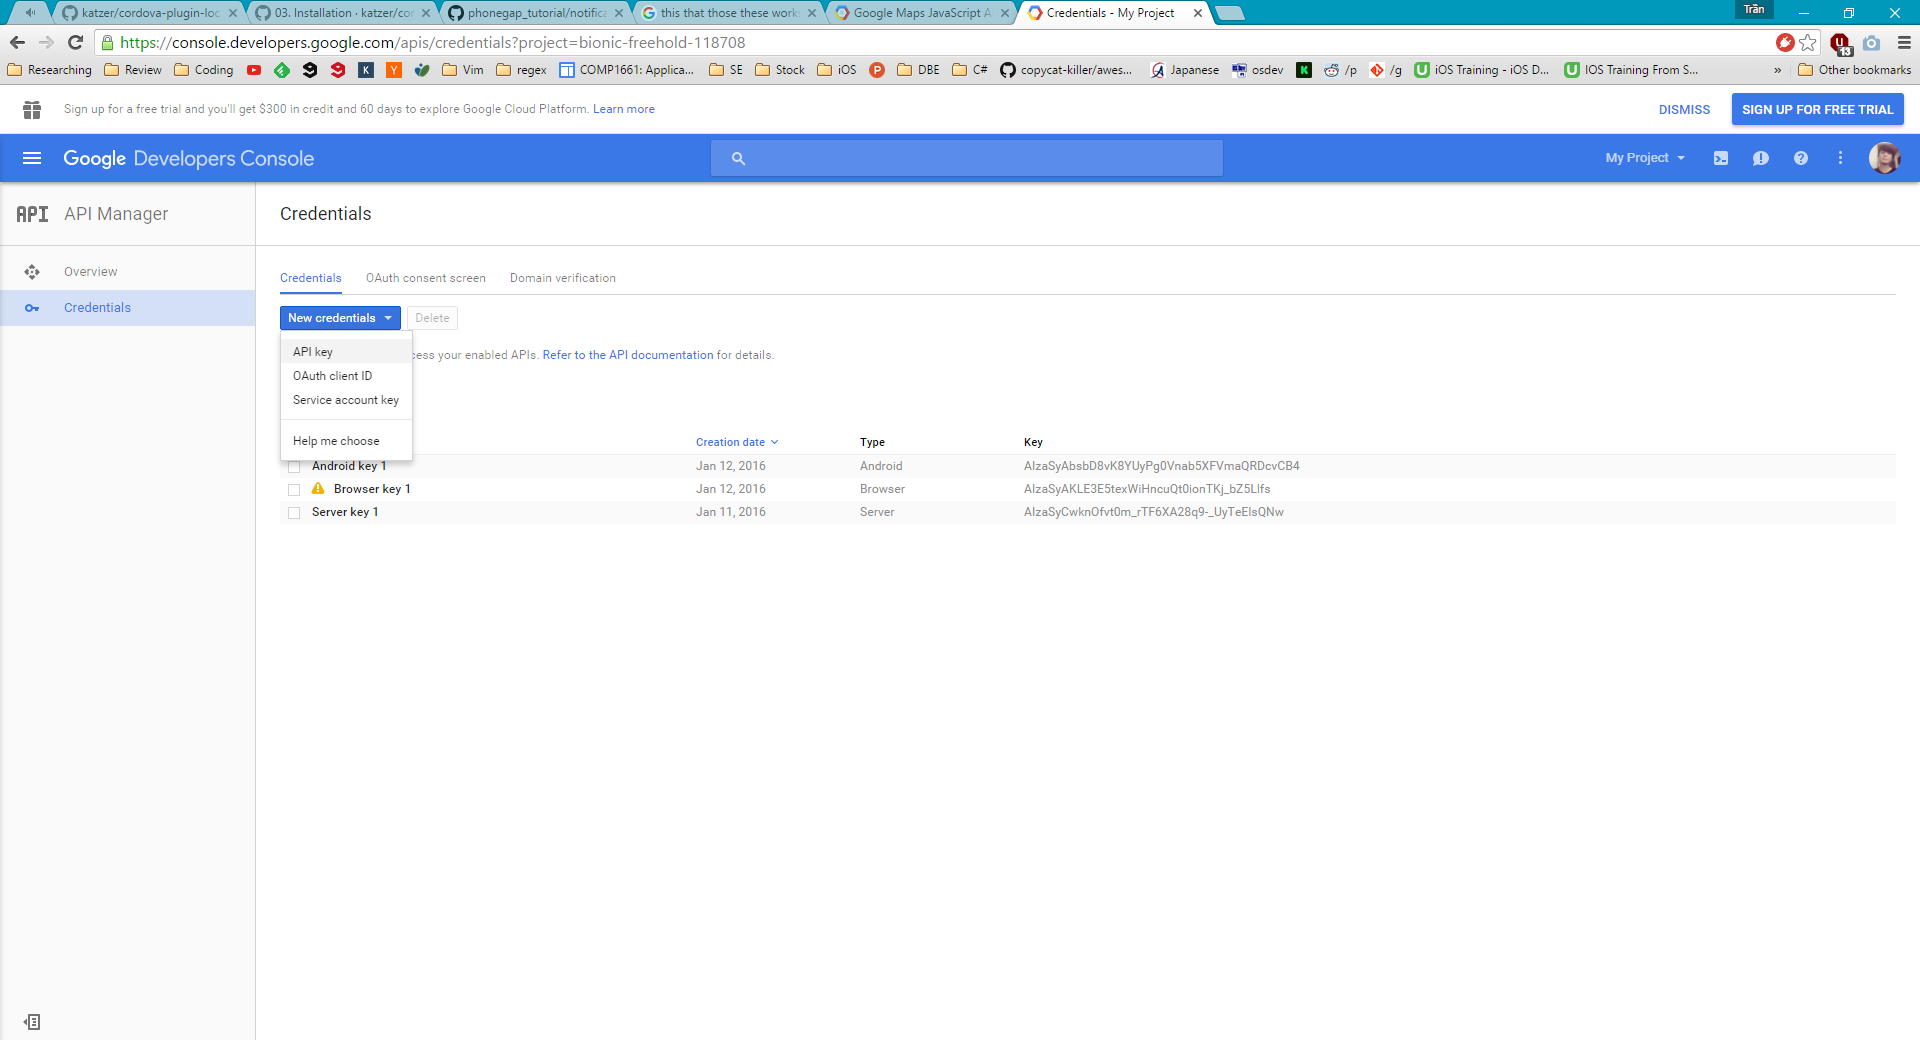 Trần
katzer/cordova-plugin-loc
03. Installation · katzer/cor
phonegap_tutorial/notifica
this that those these works
Google Maps JavaScript A
Credentials - My Project
https://console.developers.google.com/apis/credentials?project=bionic-freehold-118708
13
Researching
Review
Coding
Vim
regex
COMP1661: Applica...
SE
Stock
iOS
DBE
C#
copycat-killer/awes...
Japanese
osdev
/p
/g
iOS Training - iOS D...
IOS Training From S...
»
Other bookmarks
Sign up for a free trial and you'll get $300 in credit and 60 days to explore Google Cloud Platform. Learn more
DISMISS
SIGN UP FOR FREE TRIAL
Google Developers Console
My Project
API
API Manager
Credentials
Overview
Credentials
Credentials
OAuth consent screen
Domain verification
New credentials
Delete
API key
cess your enabled APIs. Refer to the API documentation for details.
OAuth client ID
Service account key
Help me choose
Creation date
Type
Key
Android key 1
Jan 12, 2016
Android
AIzaSyAbsbD8vK8YUyPg0Vnab5XFVmaQRDcvCB4
Browser key 1
Jan 12, 2016
Browser
AIzaSyAKLE3E5texWiHncuQt0ionTKj_bZ5LIfs
Server key 1
Jan 11, 2016
Server
AIzaSyCwknOfvt0m_rTF6XA28q9-_UyTeEIsQNw